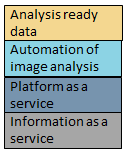 Analysis ready
data
Automation of
image analysis
Platform as a
service
Information as a
service